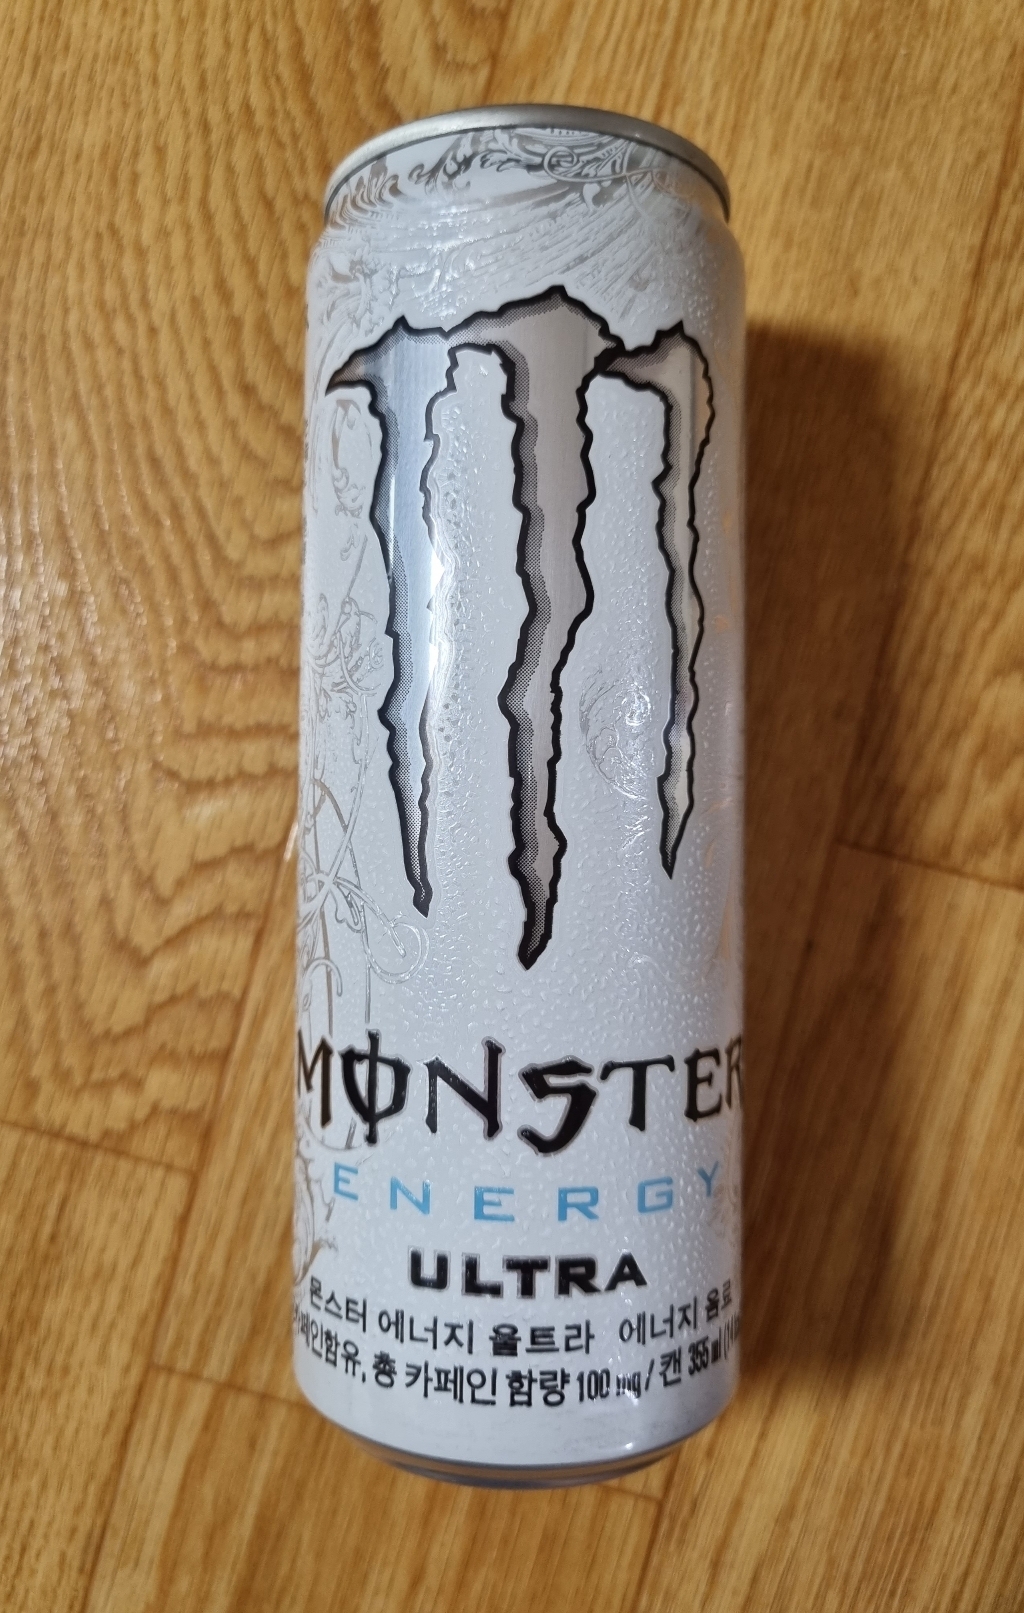 MONSTER
ENERGY
ULTRA
몬스터 에너지 울트라 에너지 음료
카페인함유, 총 카페인 함량 100 mg / 캔 355 ml